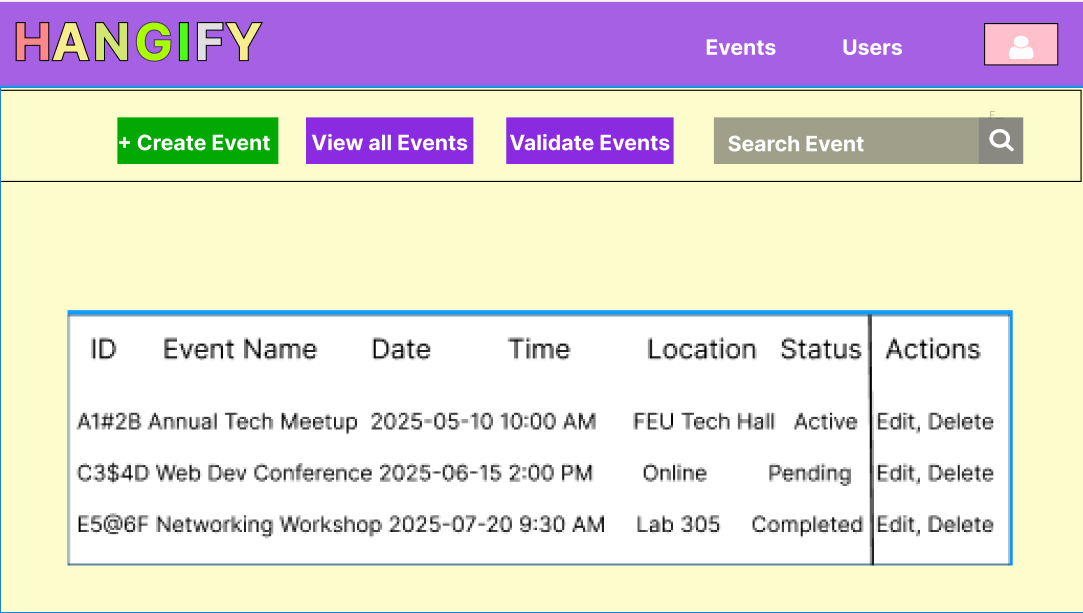 HANGIFY Events Users
+ Create Event View all Events Validate Events Search Event
ID Event Name Date Time Location Status Actions
A1#2B Annual Tech Meetup 2025-05-10 10:00 AM FEU Tech Hall Active Edit, Delete
C3$4D Web Dev Conference 2025-06-15 2:00 PM Online Pending Edit, Delete
E5@6F Networking Workshop 2025-07-20 9:30 AM Lab 305 Completed Edit, Delete